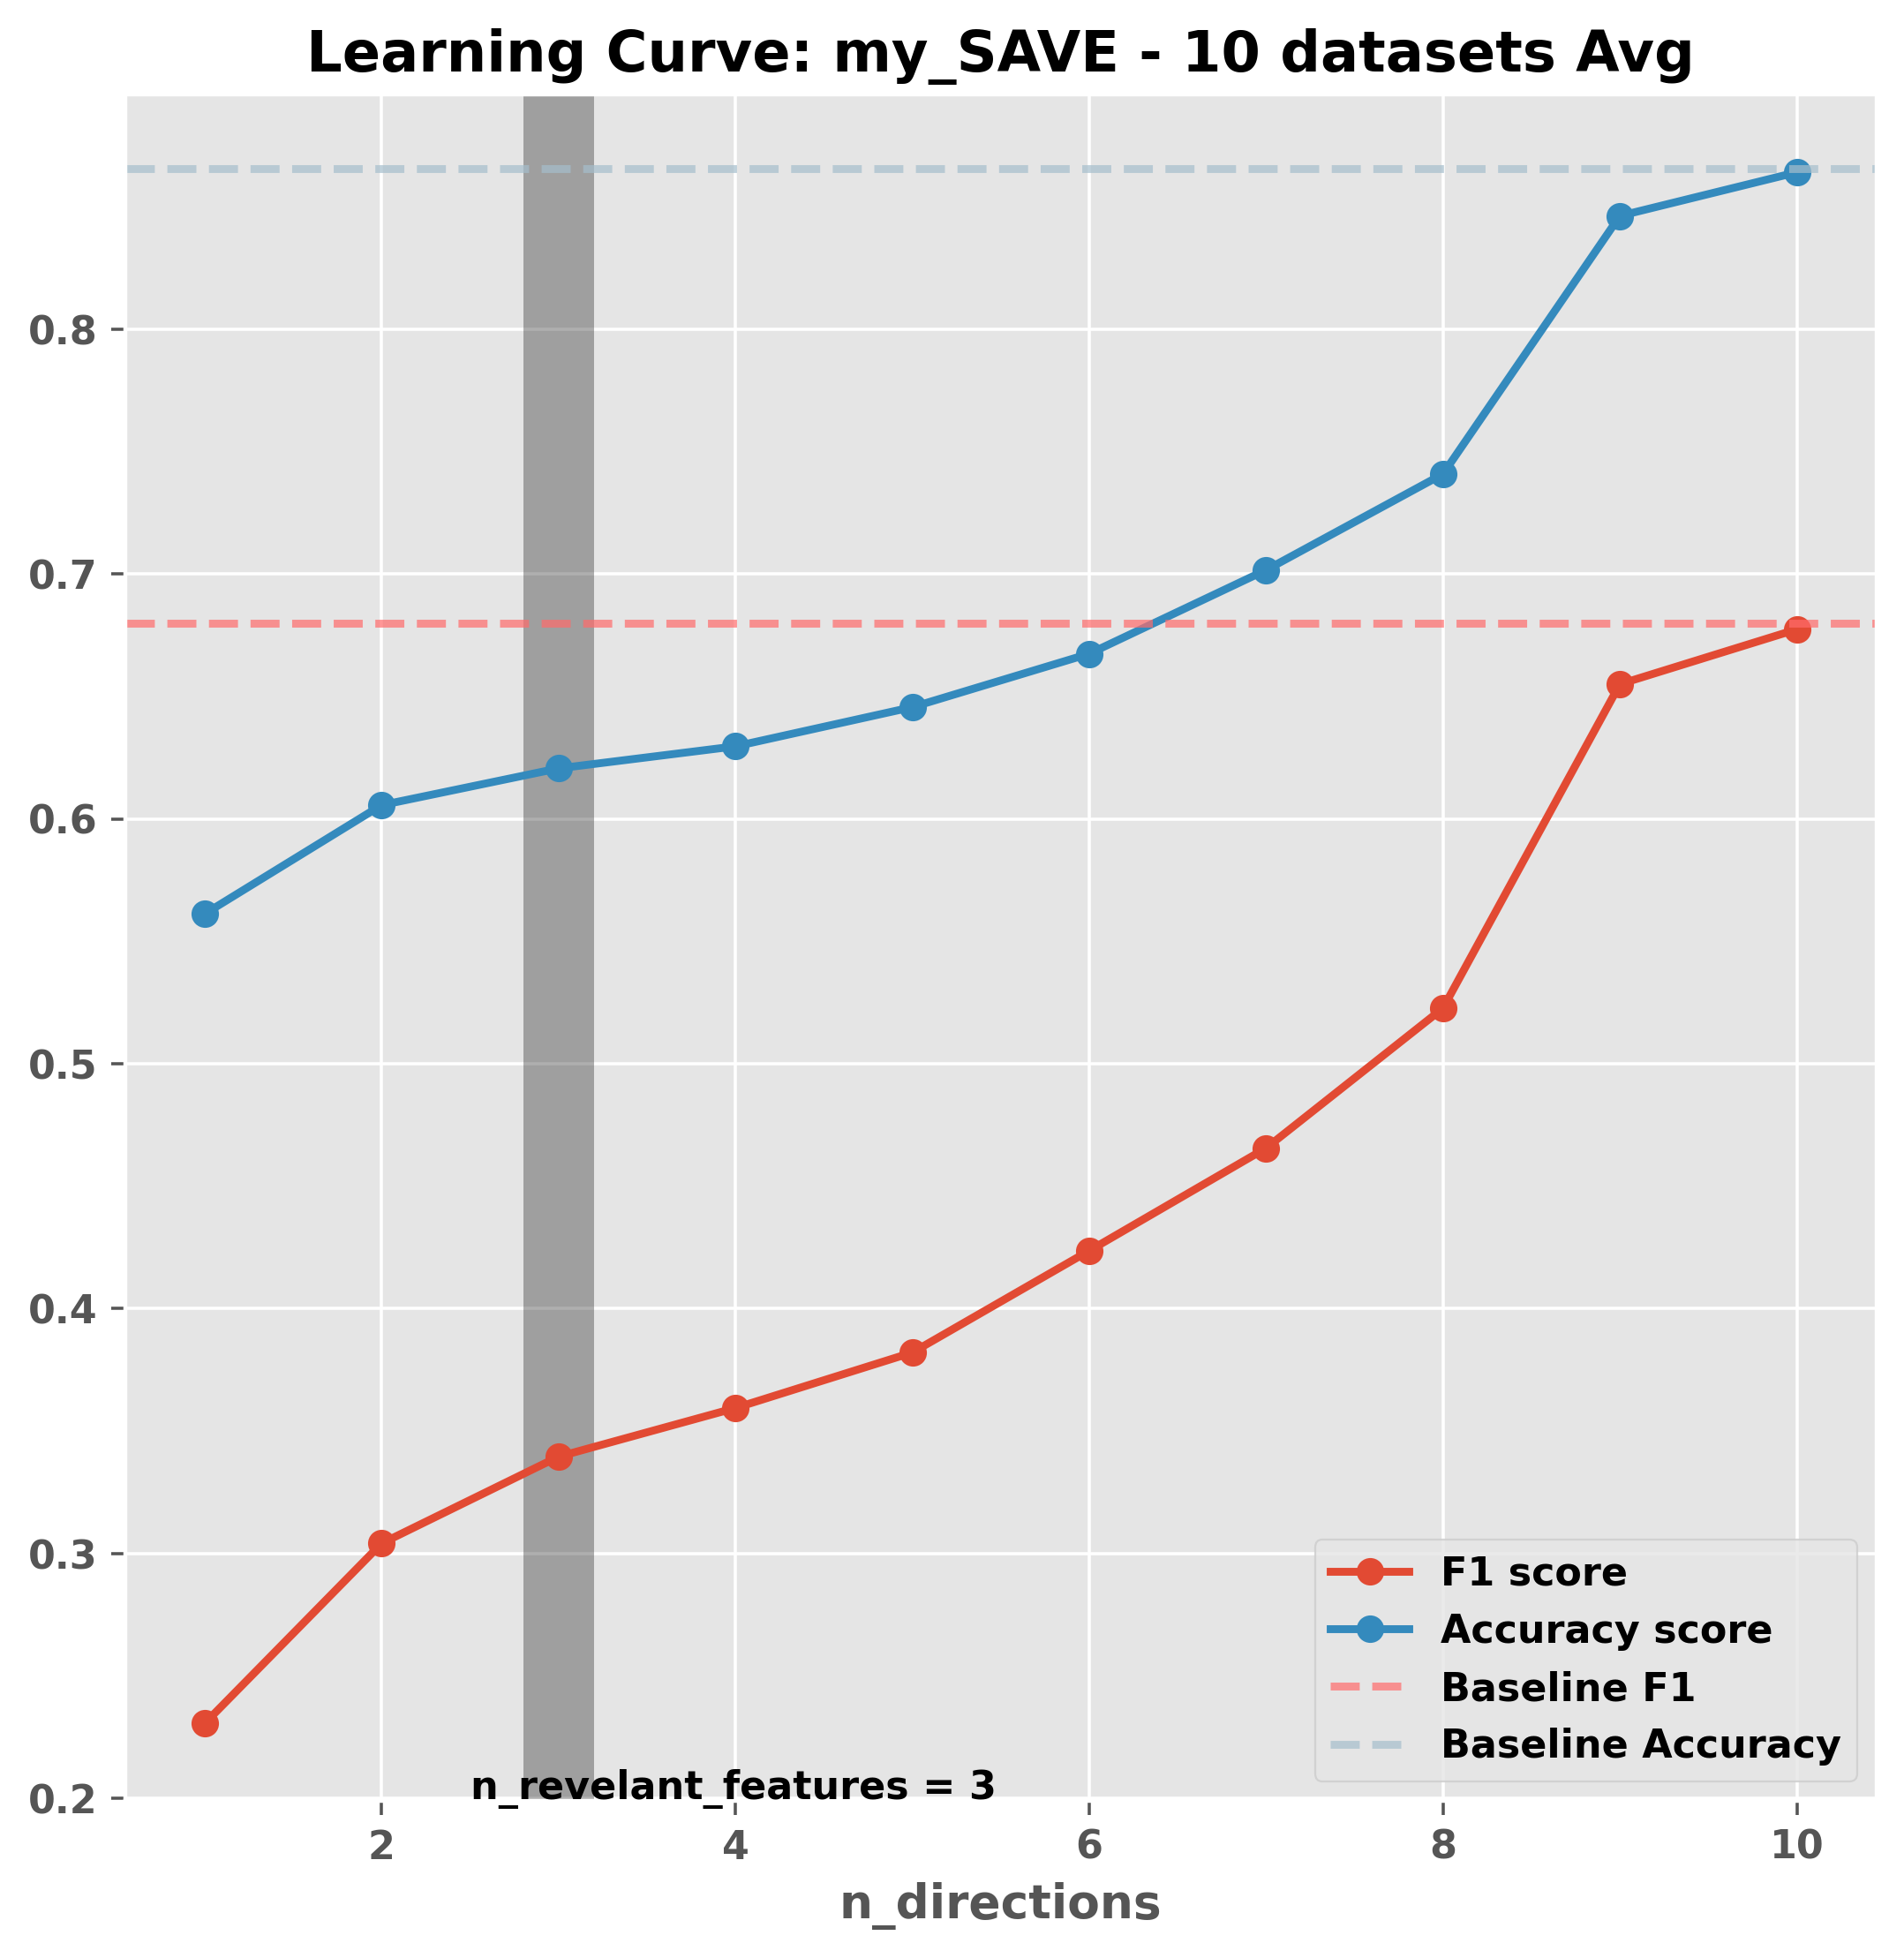 Learning Curve: my_SAVE - 10 datasets Avg
0.8
0.7
0.6
0.5
0.4
0.3
0.2
F1 score
Accuracy score
Baseline F1
Baseline Accuracy
n_revelant_features = 3
2 4 6 8 10
n_directions